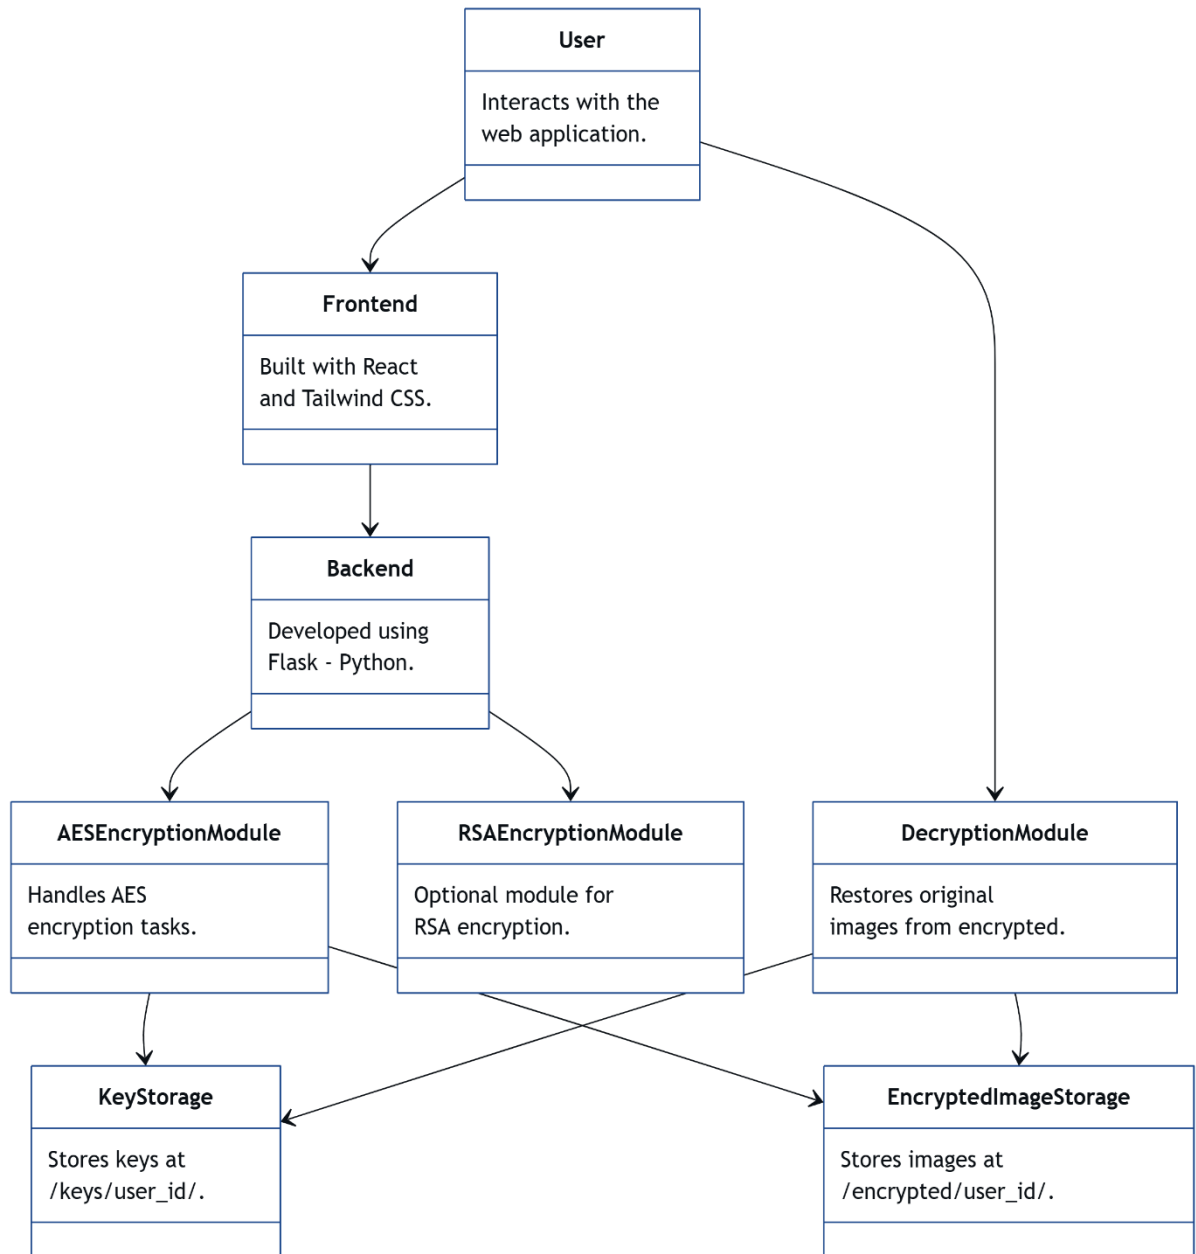 User
Interacts with the
web application.
Frontend
Built with React
and Tailwind CSS.
Backend
Developed using
Flask - Python.
AESEncryptionModule
Handles AES
encryption tasks.
RSAEncryptionModule
Optional module for
RSA encryption.
DecryptionModule
Restores original
images from encrypted.
KeyStorage
Stores keys at
/keys/user_id/.
EncryptedImageStorage
Stores images at
/encrypted/user_id/.